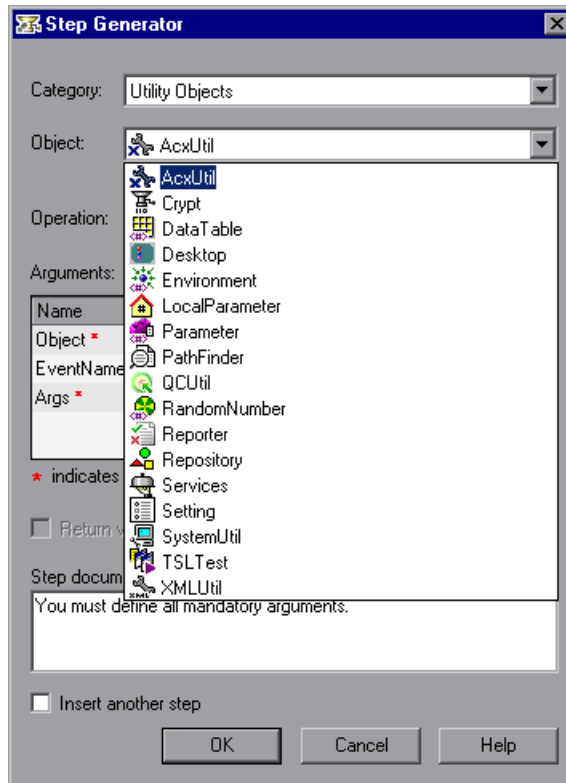 Step Generator
Category: Utility Objects
Object: AcxUtil
AcxUtil
Crypt
DataTable
Desktop
Environment
LocalParameter
Parameter
PathFinder
QCUtil
RandomNumber
Reporter
Repository
Services
Setting
SystemUtil
TSLTest
XMLUtil
Operation:
Arguments:
Name
Object *
EventName
Args *
* indicates
Return
Step docum
You must define all mandatory arguments.
Insert another step
OK Cancel Help